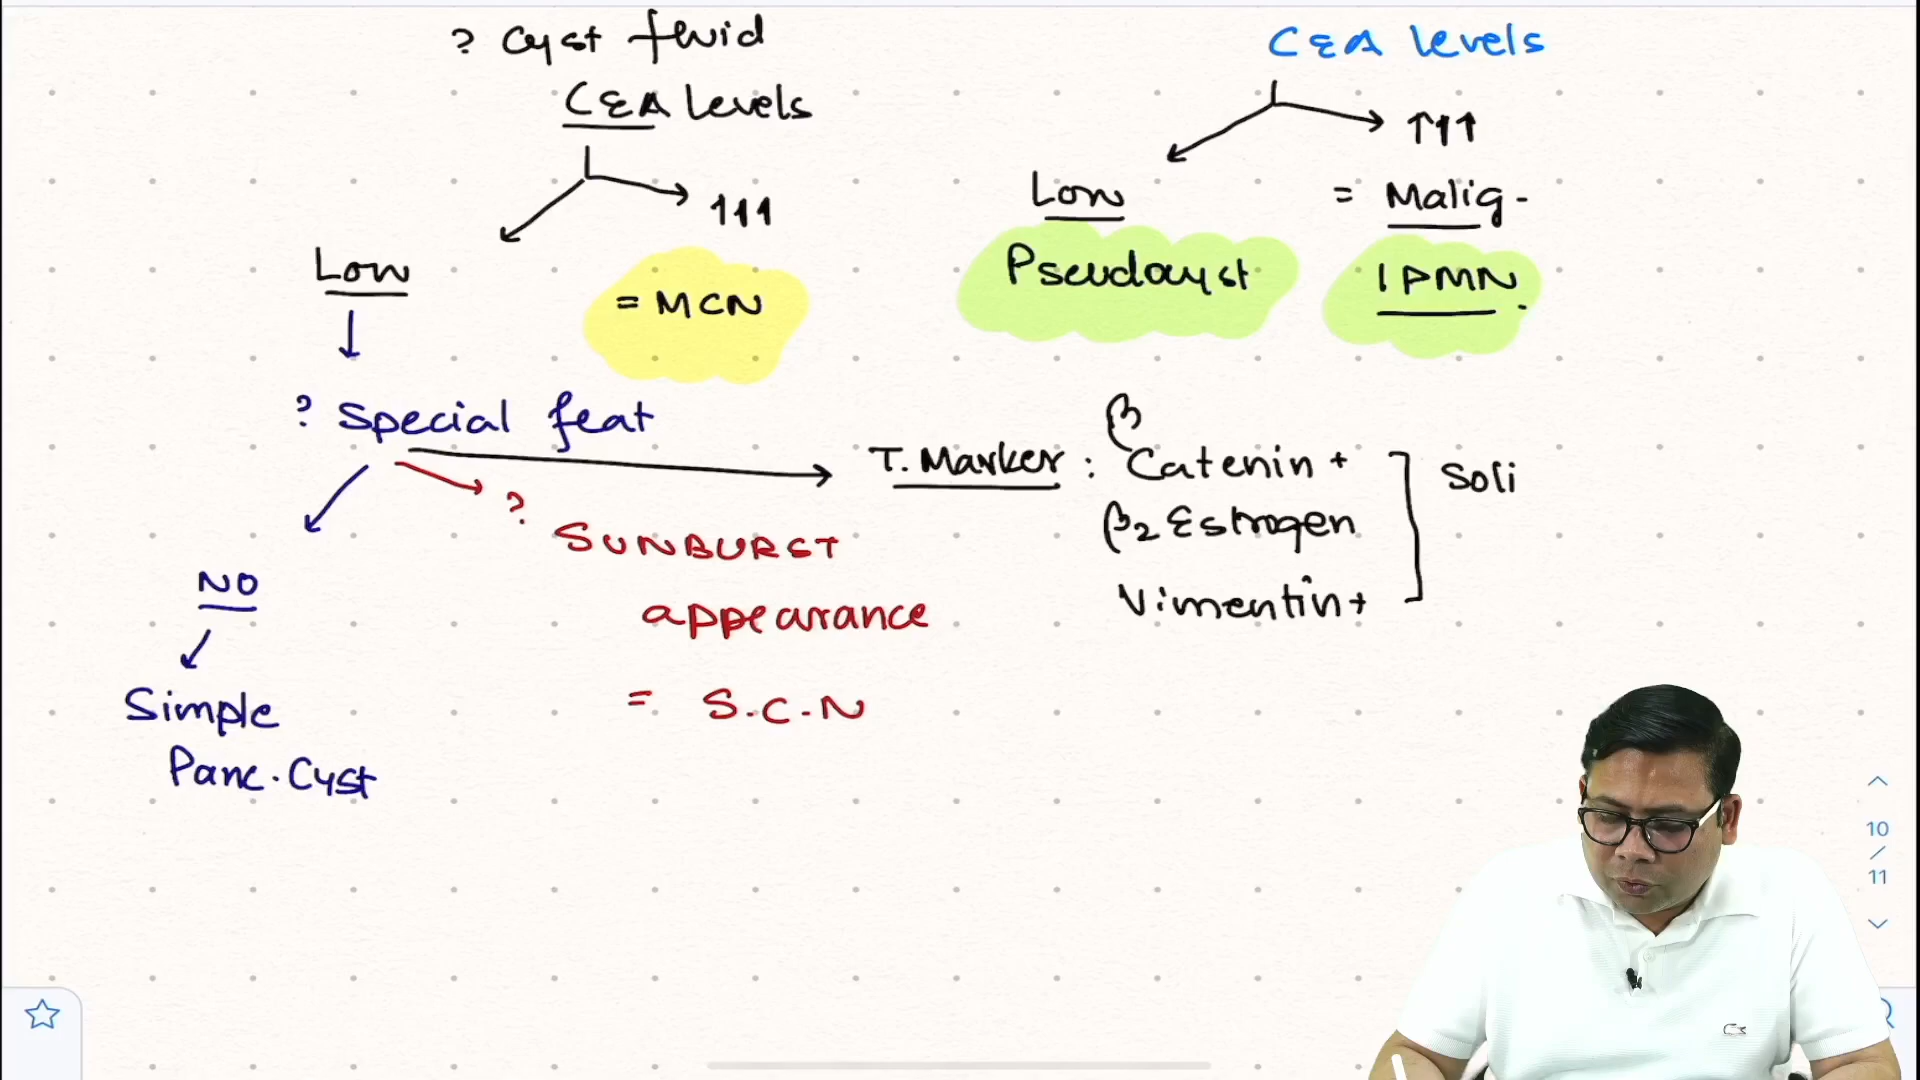 ? Cyst fluid
CEA Levels
↑↑↑
Low
= MCN
? Special feat
NO
Simple
Panc. Cyst
?
SUNBURST
appearance
= S.C.N
CEA levels
↑↑↑
Low
= Malig-
Pseudocyst
IPMN.
T. Marker : β Catenin +
β2 Estrogen
Vimentin +
Soli
10
/
11